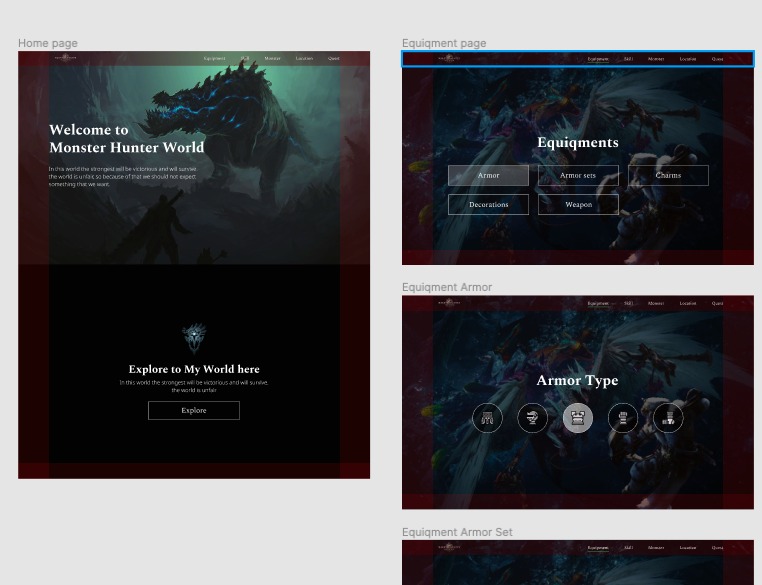 Home page
Equipment Skill Monster Location Quest
Welcome to
Monster Hunter World
In this world the strongest will be victorious and will survive,
the world is unfair, so because of that we should not expect
something that we want.
Explore to My World here
In this world the strongest will be victorious and will survive,
the world is unfair
Explore
Equiqment page
Equipment Skill Monster Location Quest
Equiqments
Armor Armor sets Charms
Decorations Weapon
Equiqment Armor
Equipment Skill Monster Location Quest
Armor Type
Equiqment Armor Set
Equipment Skill Monster Location Quest